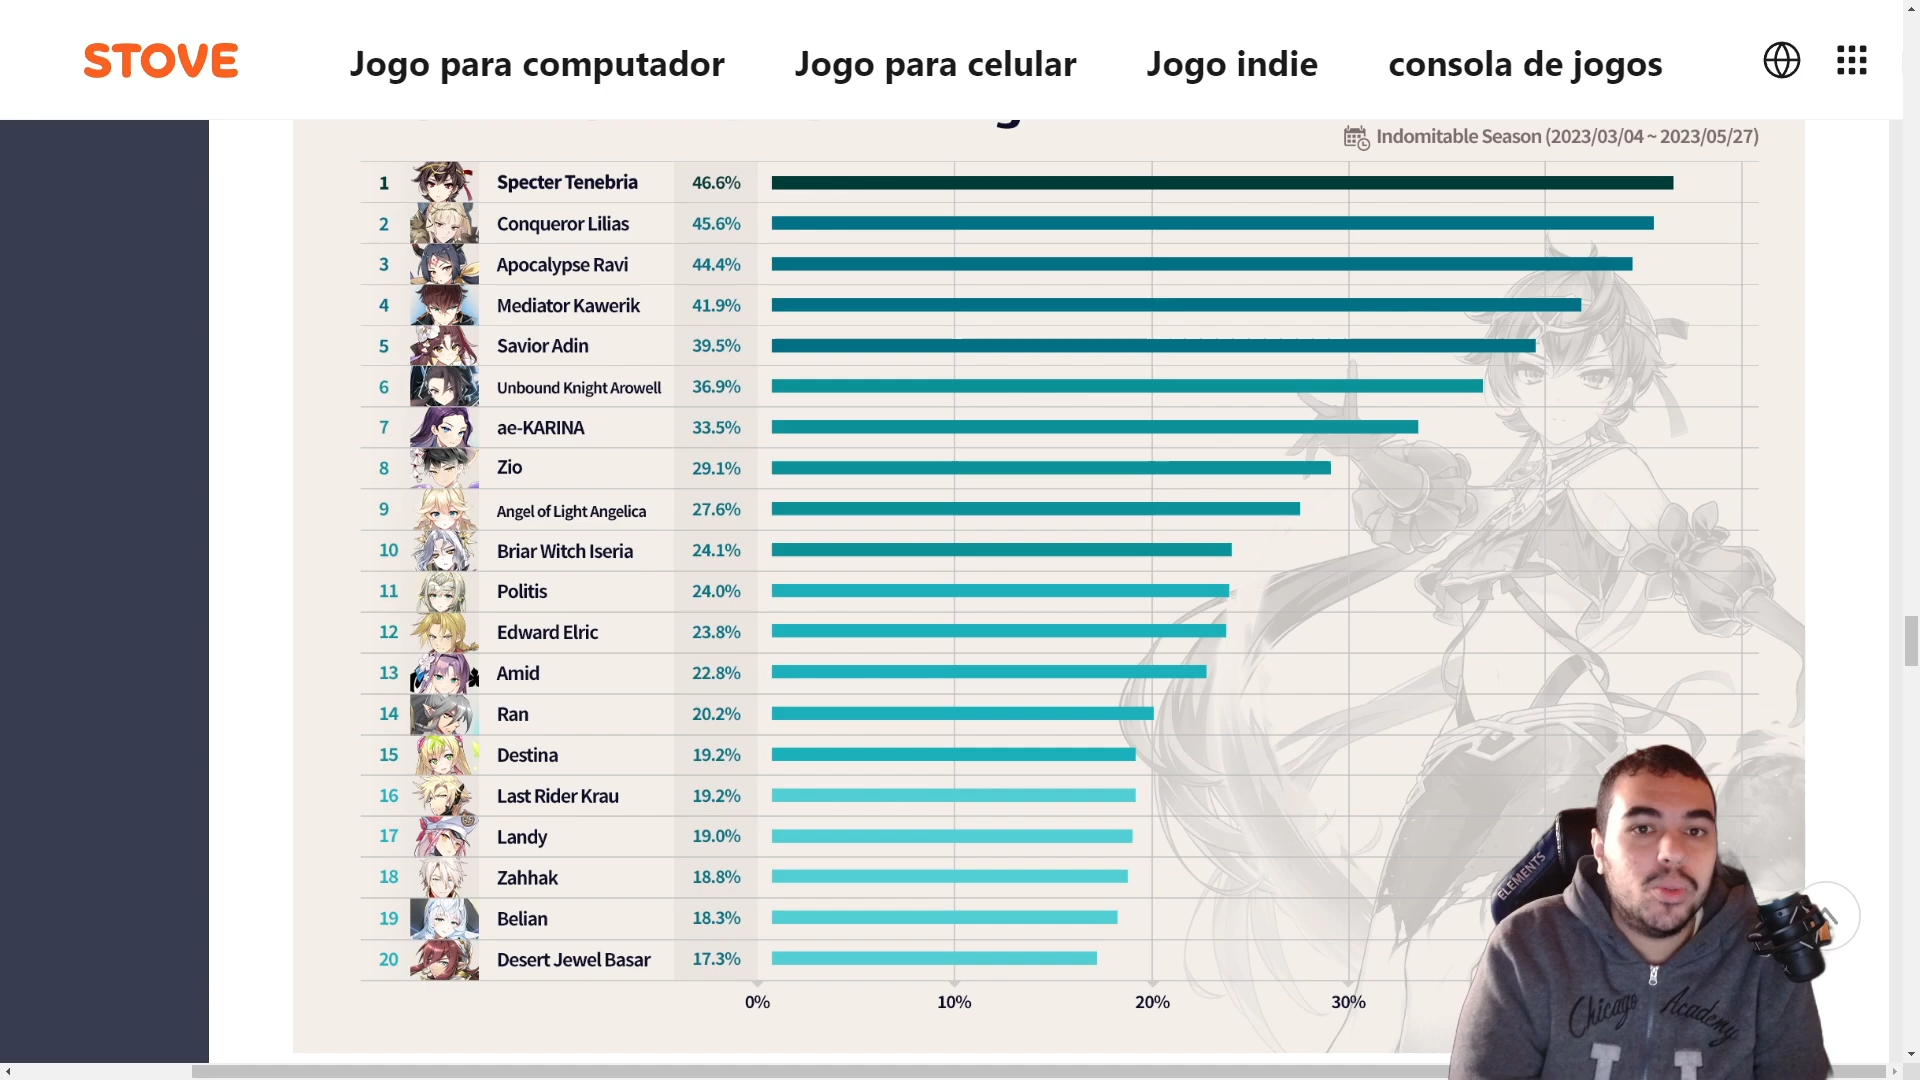 STOVE
Jogo para computador
Jogo para celular
Jogo indie
consola de jogos
Indomitable Season (2023/03/04 ~ 2023/05/27)
1 Specter Tenebria 46.6%
2 Conqueror Lilias 45.6%
3 Apocalypse Ravi 44.4%
4 Mediator Kawerik 41.9%
5 Savior Adin 39.5%
6 Unbound Knight Arowell 36.9%
7 ae-KARINA 33.5%
8 Zio 29.1%
9 Angel of Light Angelica 27.6%
10 Briar Witch Iseria 24.1%
11 Politis 24.0%
12 Edward Elric 23.8%
13 Amid 22.8%
14 Ran 20.2%
15 Destina 19.2%
16 Last Rider Krau 19.2%
17 Landy 19.0%
18 Zahhak 18.8%
19 Belian 18.3%
20 Desert Jewel Basar 17.3%
0% 10% 20% 30%
ELEMENTS
Chicago Academy